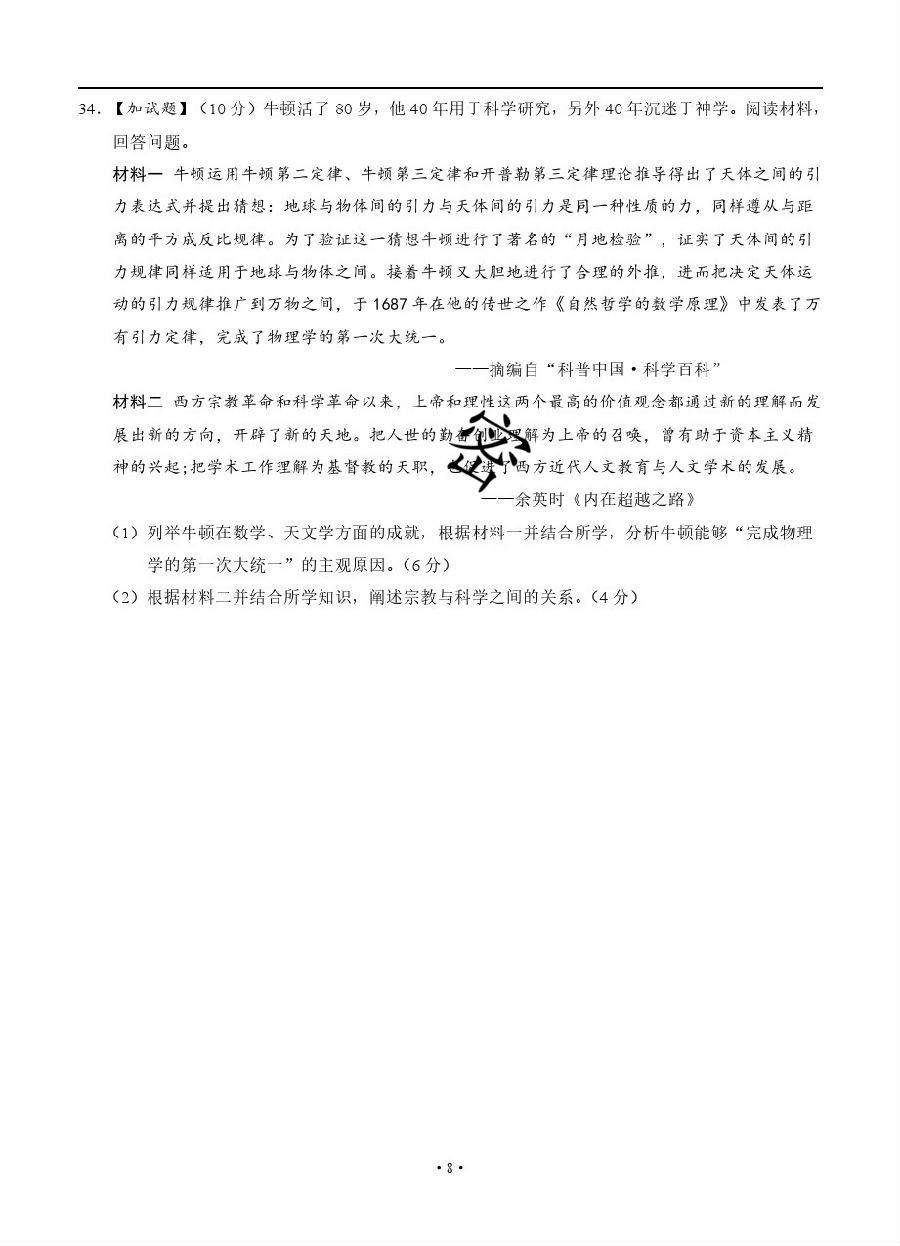 34.【加试题】(10分)牛顿活了80岁，他40年用丁科学研究，另外40年沉迷丁神学。阅读材料，
回答问题。
材料一 牛顿运用牛顿第二定律、牛顿第三定律和开普勒第三定律理论推导得出了天体之间的引
力表达式并提出猜想：地球与物体间的引力与天体间的引力是同一种性质的力，同样遵从与距
离的平方成反比规律。为了验证这一猜想牛顿进行了著名的“月地检验”，证实了天体间的引
力规律同样适用于地球与物体之间。接着牛顿又大胆地进行了合理的外推，进而把决定天体运
动的引力规律推广到万物之间，于1687年在他的传世之作《自然哲学的数学原理》中发表了万
有引力定律，完成了物理学的第一次大统一。
——摘编自“科普中国·科学百科”
材料二 西方宗教革命和科学革命以来，上帝和理性这两个最高的价值观念都通过新的理解而发
展出新的方向，开辟了新的天地。把人世的勤奋创业理解为上帝的召唤，曾有助于资本主义精
神的兴起;把学术工作理解为基督教的天职，也促进了西方近代人文教育与人文学术的发展。
——余英时《内在超越之路》
(1)列举牛顿在数学、天文学方面的成就，根据材料一并结合所学，分析牛顿能够“完成物理
学的第一次大统一”的主观原因。(6分)
(2)根据材料二并结合所学知识，阐述宗教与科学之间的关系。(4分)
密
·8·